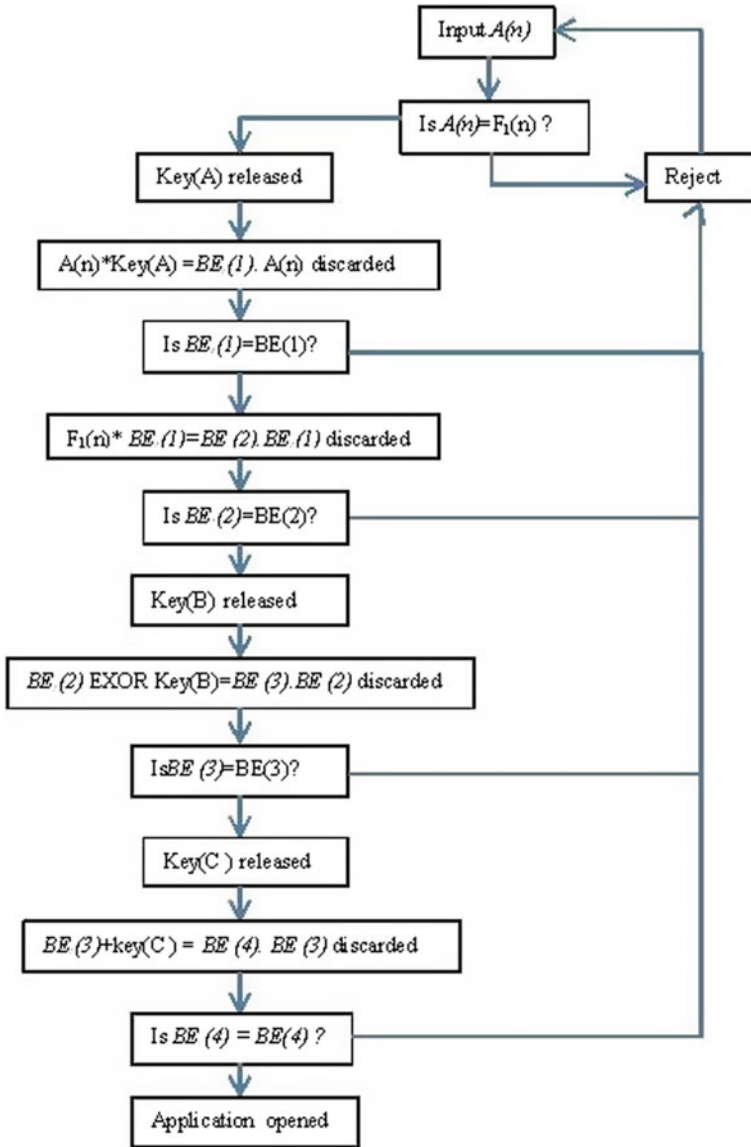 Input A(n)
Is A(n)=F₁(n) ?
Reject
Key(A) released
A(n)*Key(A) =BE.(1). A(n) discarded
Is BE.(1)=BE(1)?
F₁(n)* BE.(1)=BE.(2).BE.(1) discarded
Is BE.(2)=BE(2)?
Key(B) released
BE.(2) EXOR Key(B)=BE (3).BE (2) discarded
IsBE (3)=BE(3)?
Key(C ) released
BE.(3)+key(C ) = BE (4). BE (3) discarded
Is BE (4) = BE(4) ?
Application opened